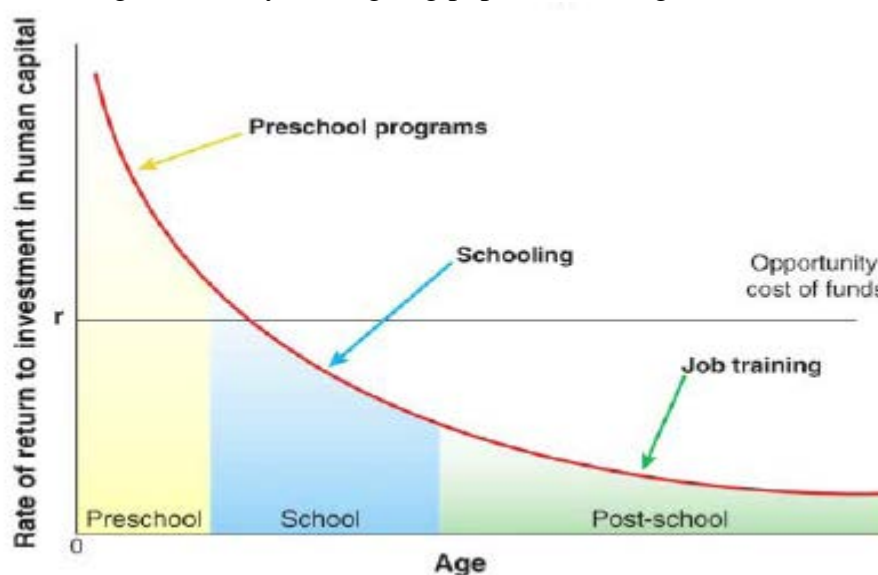 Rate of return to investment in human capital
Preschool programs
Schooling
Opportunity
cost of funds
r
Job training
Preschool
School
Post-school
0
Age